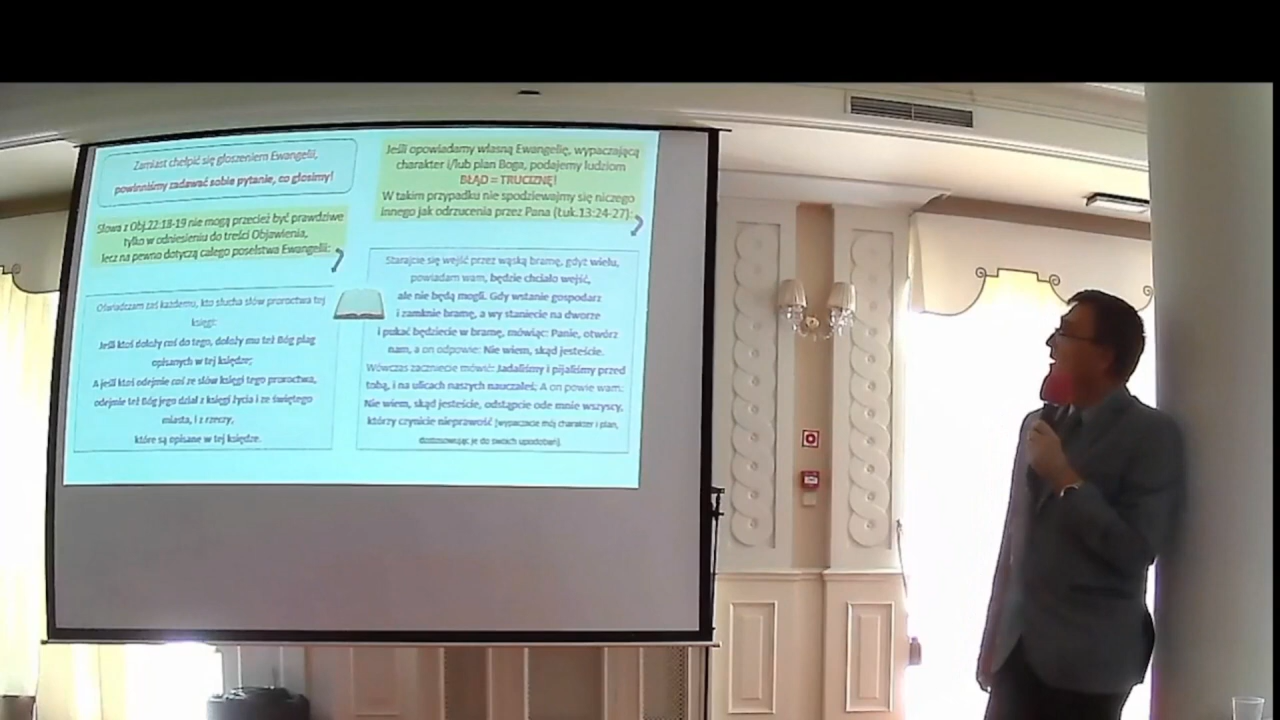 Zamiast chełpić się głoszeniem Ewangelii,
powinniśmy zadawać sobie pytanie, co głosimy!
Słowa z Obj.22:18-19 nie mogą przecież być prawdziwe
tylko w odniesieniu do treści Objawienia,
lecz na pewno dotyczą całego poselstwa Ewangelii:
Oświadczam zaś każdemu, kto słucha słów proroctwa tej
księgi:
Jeśli ktoś dołoży coś do tego, dołoży mu też Bóg plag
opisanych w tej księdze;
A jeśli ktoś odejmie coś ze słów księgi tego proroctwa,
odejmie też Bóg jego dział z księgi życia i ze świętego
miasta, i z rzeczy,
które są opisane w tej księdze.
Jeśli opowiadamy własną Ewangelię, wypaczającą
charakter i/lub plan Boga, podajemy ludziom
BŁĄD = TRUCIZNĘ!
W takim przypadku nie spodziewajmy się niczego
innego jak odrzucenia przez Pana (Łuk.13:24-27):
Starajcie się wejść przez wąską bramę, gdyż wielu,
powiadam wam, będzie chciało wejść,
ale nie będą mogli. Gdy wstanie gospodarz
i zamknie bramę, a wy staniecie na dworze
i pukać będziecie w bramę, mówiąc: Panie, otwórz
nam, a on odpowie: Nie wiem, skąd jesteście.
Wówczas zaczniecie mówić: Jadaliśmy i pijaliśmy przed
tobą, i na ulicach naszych nauczałeś; A on powie wam:
Nie wiem, skąd jesteście, odstąpcie ode mnie wszyscy,
którzy czynicie nieprawość [wypaczacie mój charakter i plan,
dostosowując je do swoich upodobań].